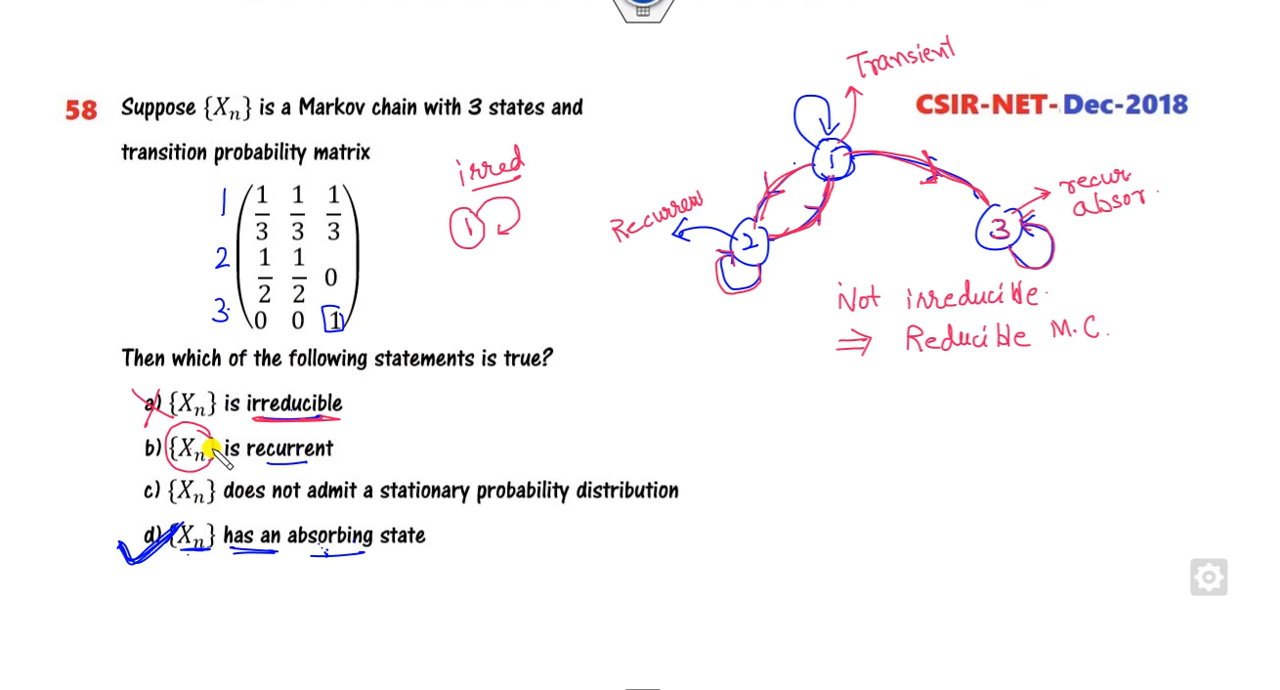 58 Suppose {Xₙ} is a Markov chain with 3 states and
CSIR-NET-Dec-2018
transition probability matrix
1 1/3 1/3 1/3
2 1/2 1/2 0
3 0 0 1
irred
1
Transient
1
Recurren
2
3
recur
absor.
Not irreducible.
⇒ Reducible M.C.
Then which of the following statements is true?
a) {Xₙ} is irreducible
b) {Xₙ} is recurrent
c) {Xₙ} does not admit a stationary probability distribution
d) {Xₙ} has an absorbing state